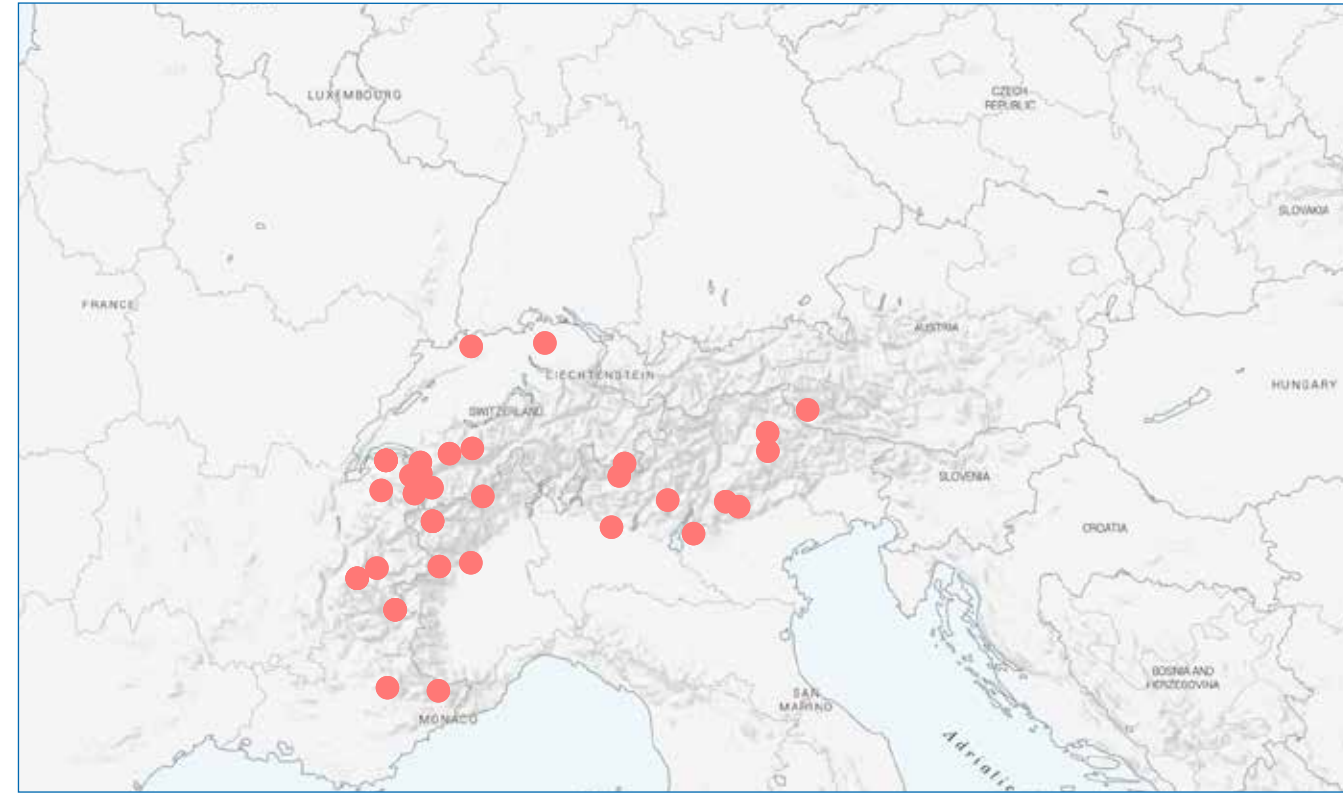 LUXEMBOURG
CZECH
REPUBLIC
SLOVAKIA
FRANCE
AUSTRIA
LIECHTENSTEIN
HUNGARY
SWITZERLAND
SLOVENIA
CROATIA
BOSNIA AND
HERZEGOVINA
SAN
MARINO
MONACO
Adriatic